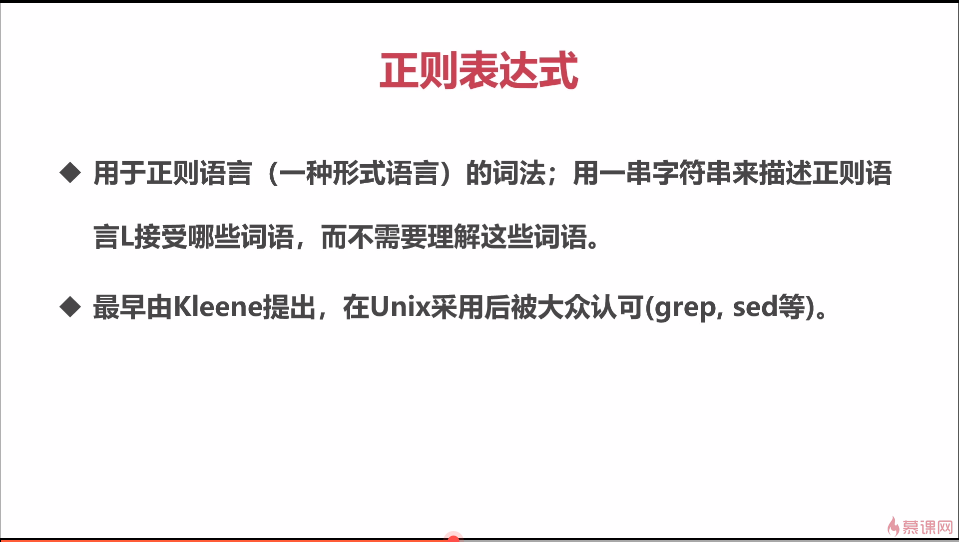 正则表达式
◆ 用于正则语言（一种形式语言）的词法；用一串字符串来描述正则语
言L接受哪些词语，而不需要理解这些词语。
◆ 最早由Kleene提出，在Unix采用后被大众认可(grep, sed等)。
慕课网